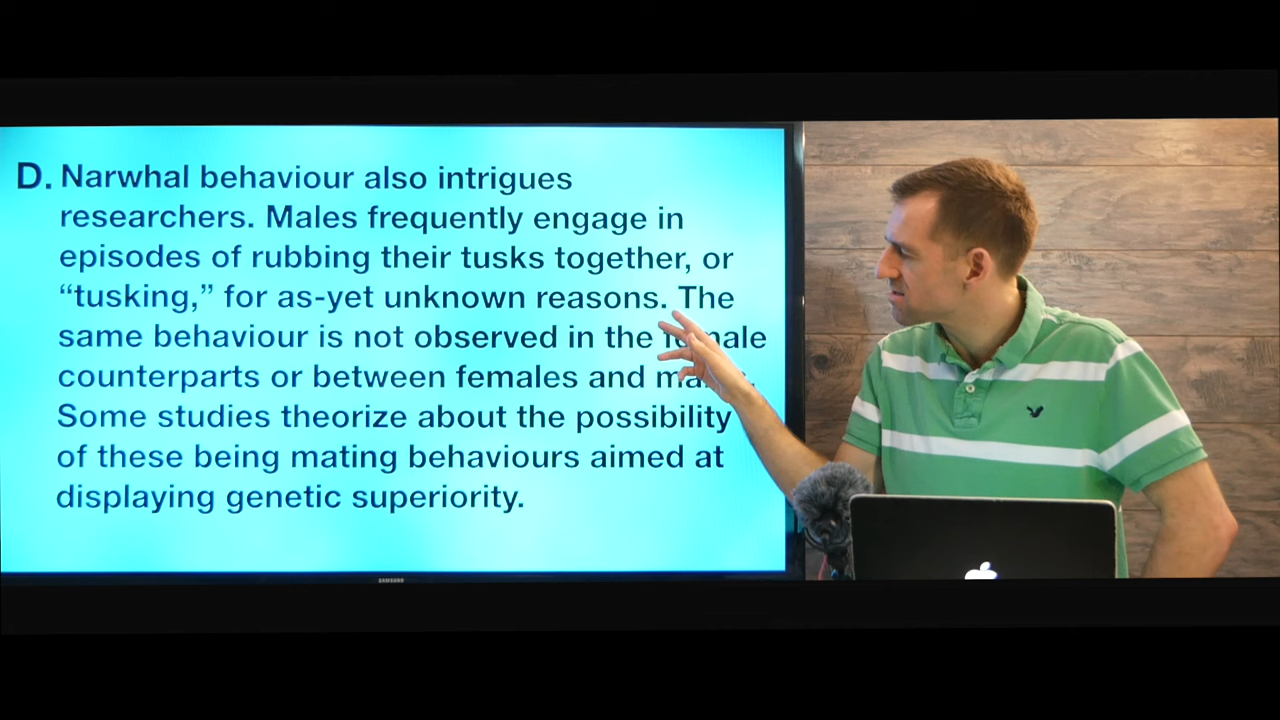 D. Narwhal behaviour also intrigues
researchers. Males frequently engage in
episodes of rubbing their tusks together, or
“tusking,” for as-yet unknown reasons. The
same behaviour is not observed in the
counterparts or between females and
Some studies theorize about the possibility
of these being mating behaviours aimed at
displaying genetic superiority.
SAMSUNG